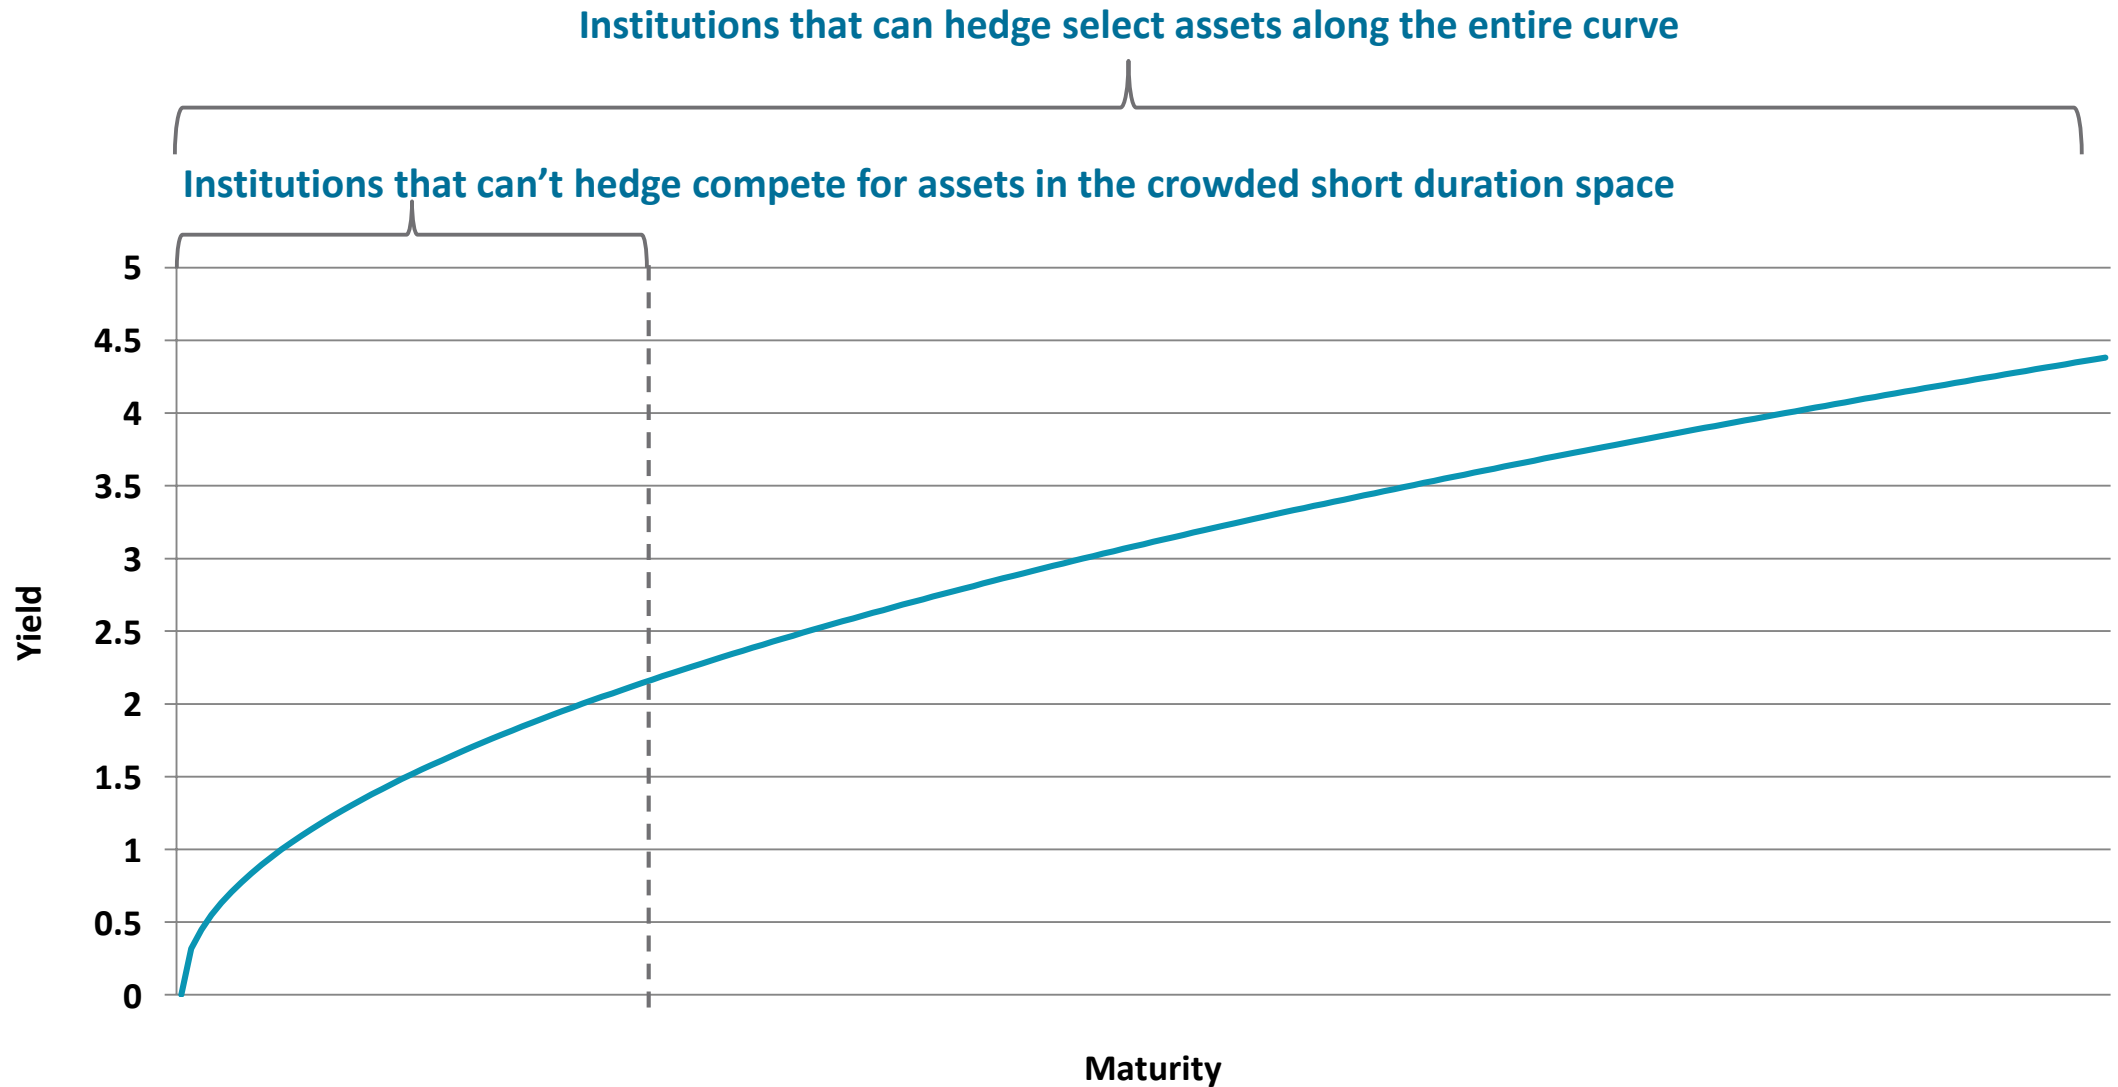 Institutions that can hedge select assets along the entire curve
Institutions that can’t hedge compete for assets in the crowded short duration space
5
4.5
4
3.5
3
2.5
2
1.5
1
0.5
0
Yield
Maturity